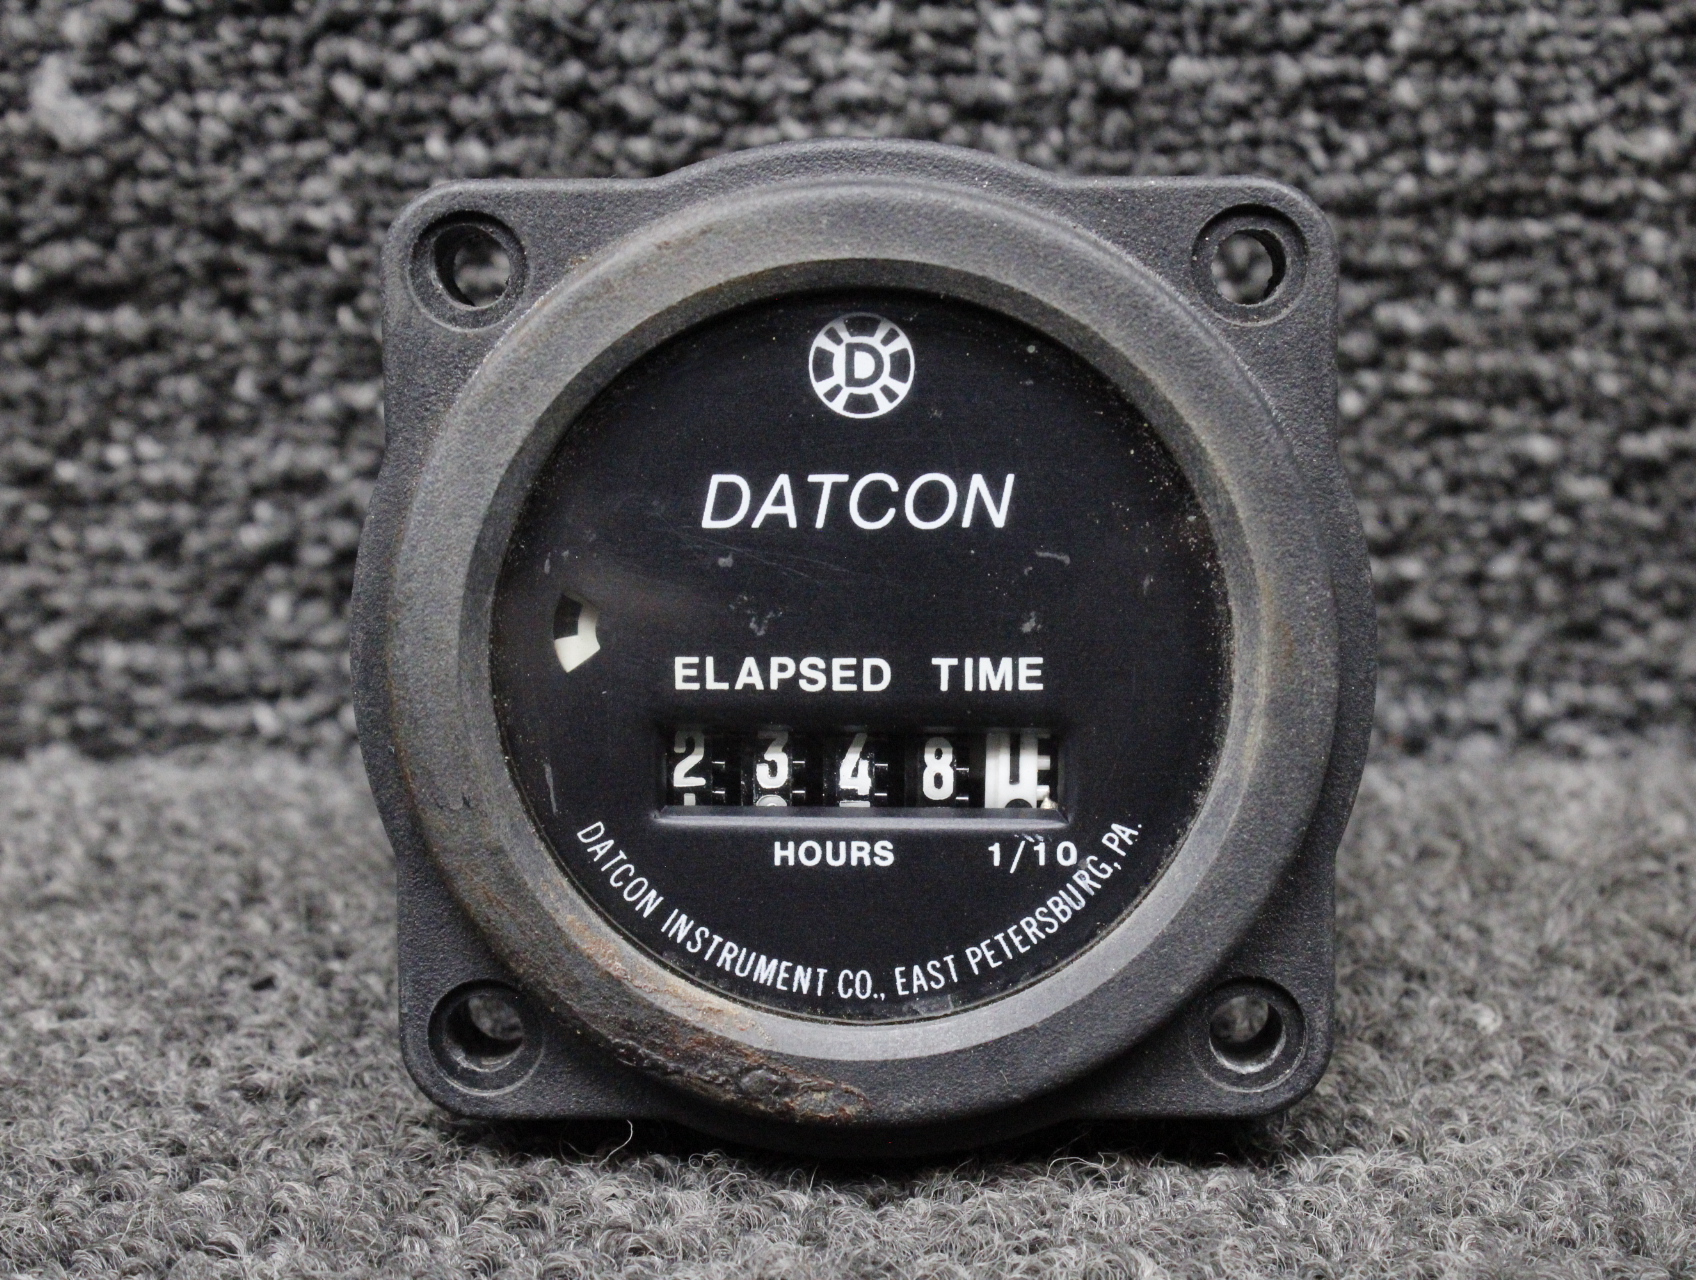 D
DATCON
ELAPSED TIME
2 3 4 8
HOURS 1/10
DATCON INSTRUMENT CO., EAST PETERSBURG, PA.